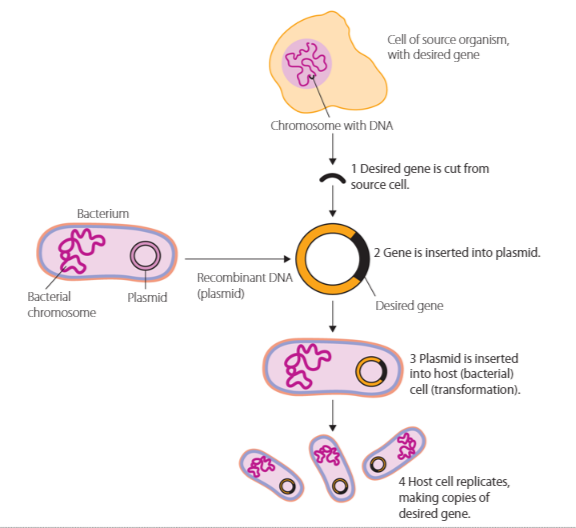 Cell of source organism,
with desired gene
Chromosome with DNA
1 Desired gene is cut from
source cell.
Bacterium
2 Gene is inserted into plasmid.
Recombinant DNA
(plasmid)
Bacterial
chromosome
Plasmid
Desired gene
3 Plasmid is inserted
into host (bacterial)
cell (transformation).
4 Host cell replicates,
making copies of
desired gene.